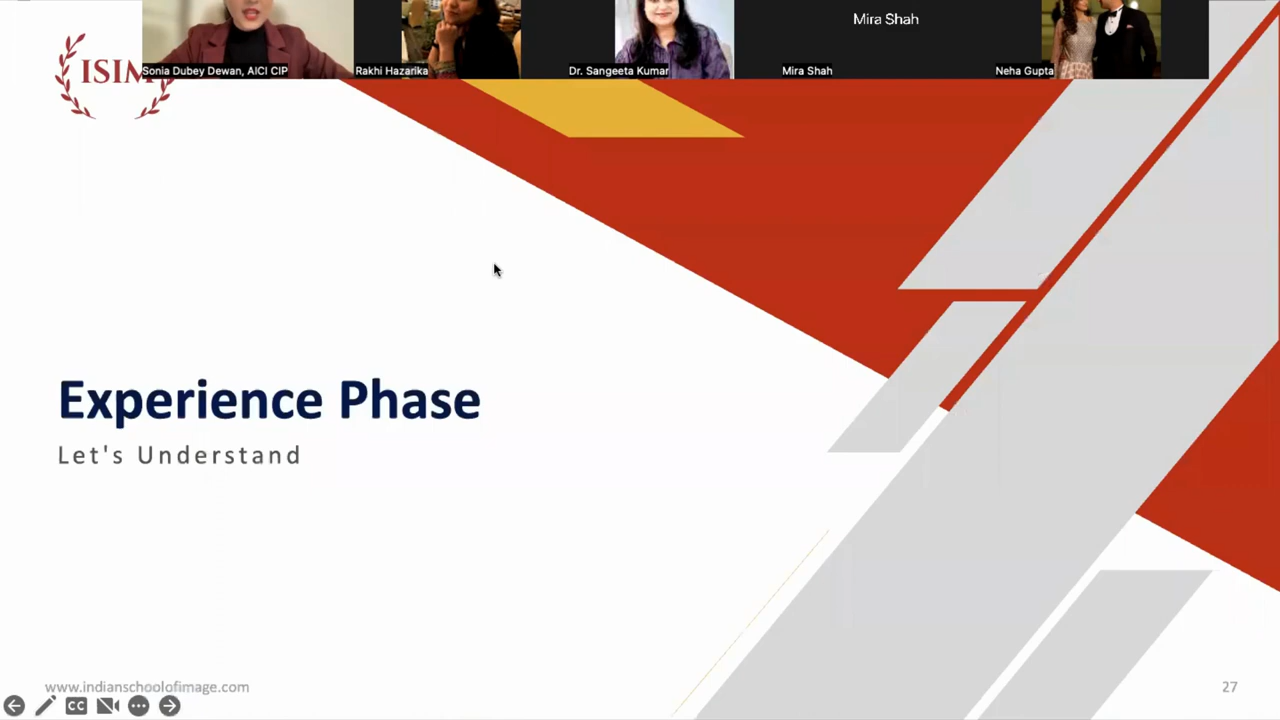 Mira Shah
ISIM
Sonia Dubey Dewan, AICI CIP
Rakhi Hazarika
Dr. Sangeeta Kumar
Mira Shah
Neha Gupta
Experience Phase
Let's Understand
www.indianschoolofimage.com
27
CC